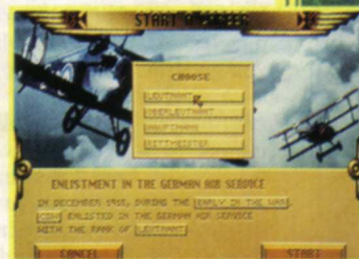 START A CAREER
CHOOSE
LEUTNANT
OBERLEUTNANT
HAUPTMANN
RITTMEISTER
ENLISTMENT IN THE GERMAN AIR SERVICE
IN DECEMBER 1915, DURING THE EARLY IN THE WAR,
ENLISTED IN THE GERMAN AIR SERVICE
WITH THE RANK OF LEUTNANT
CANCEL
START